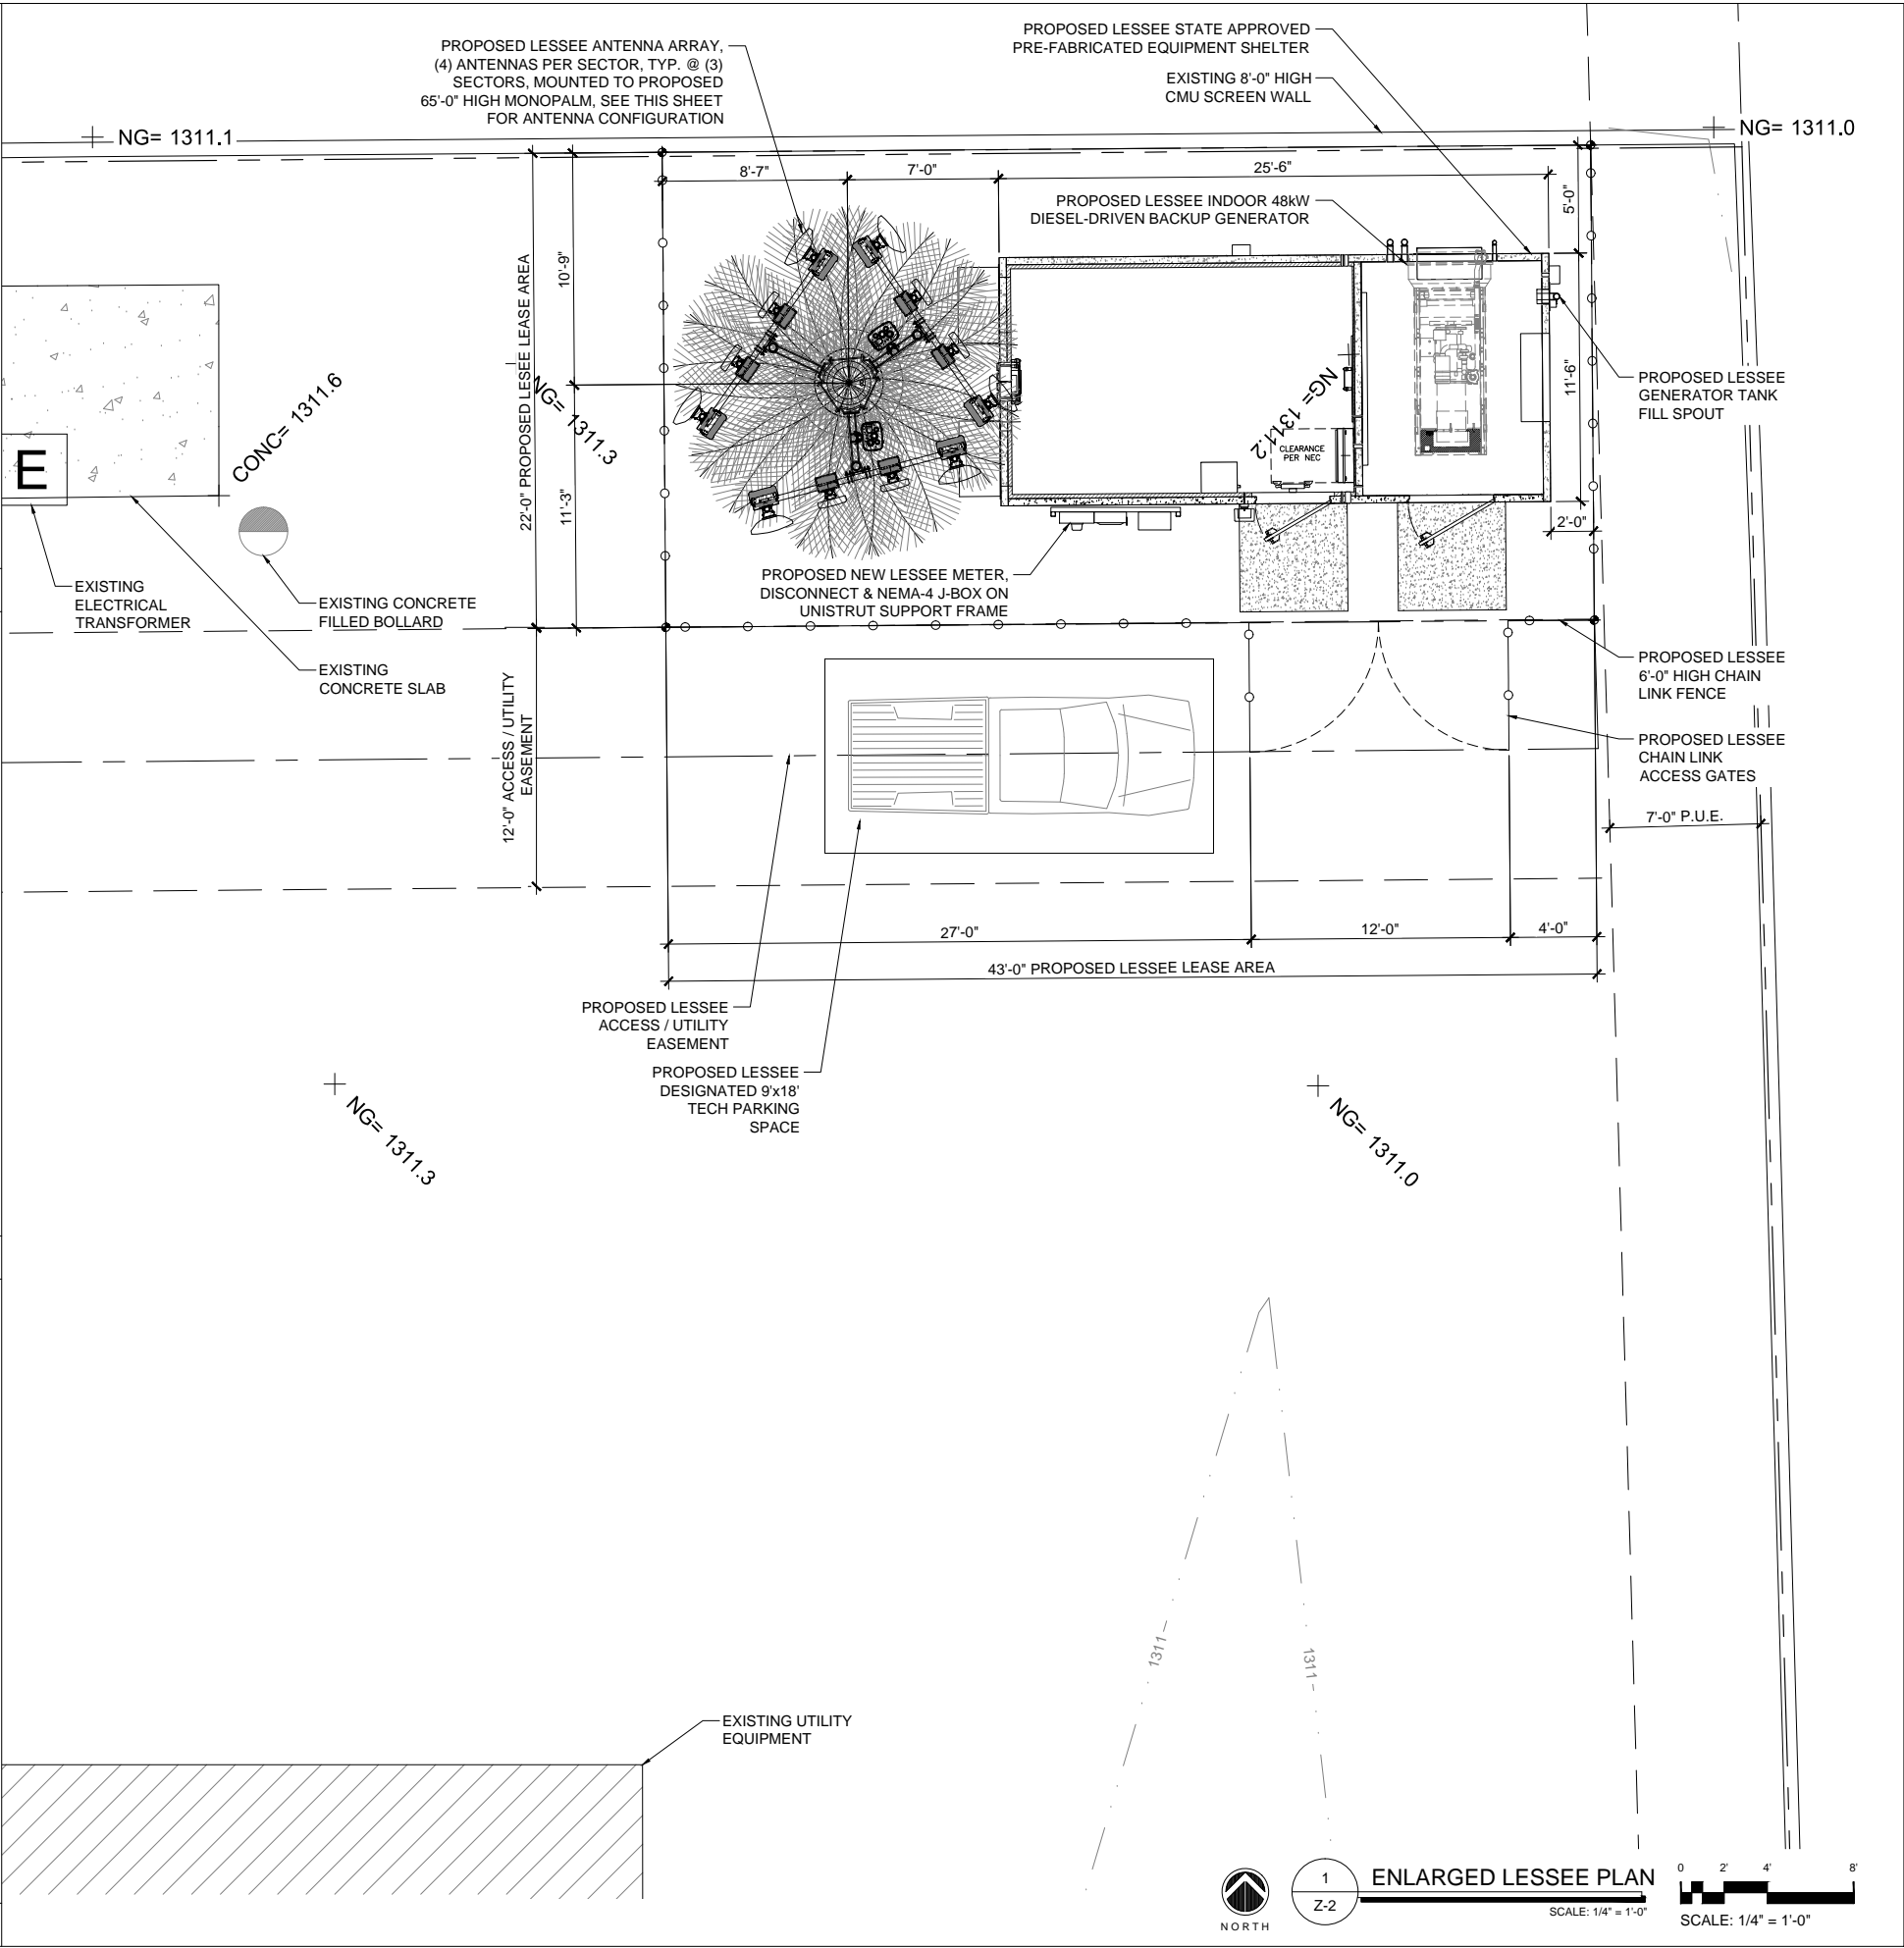 PROPOSED LESSEE ANTENNA ARRAY,
(4) ANTENNAS PER SECTOR, TYP. @ (3)
SECTORS, MOUNTED TO PROPOSED
65'-0" HIGH MONOPALM, SEE THIS SHEET
FOR ANTENNA CONFIGURATION
PROPOSED LESSEE STATE APPROVED
PRE-FABRICATED EQUIPMENT SHELTER
EXISTING 8'-0" HIGH
CMU SCREEN WALL
NG= 1311.1
NG= 1311.0
8'-7"
7'-0"
25'-6"
5'-0"
PROPOSED LESSEE INDOOR 48kW
DIESEL-DRIVEN BACKUP GENERATOR
22'-0" PROPOSED LESEE LEASE AREA
10'-9"
11'-3"
11'-6"
2'-0"
CONC= 1311.6
NG= 1311.3
NG= 1311.2
CLEARANCE
PER NEC
E
PROPOSED LESSEE
GENERATOR TANK
FILL SPOUT
EXISTING
ELECTRICAL
TRANSFORMER
EXISTING CONCRETE
FILLED BOLLARD
EXISTING
CONCRETE SLAB
PROPOSED NEW LESSEE METER,
DISCONNECT & NEMA-4 J-BOX ON
UNISTRUT SUPPORT FRAME
PROPOSED LESSEE
6'-0" HIGH CHAIN
LINK FENCE
PROPOSED LESSEE
CHAIN LINK
ACCESS GATES
12'-0" ACCESS / UTILITY
EASEMENT
7'-0" P.U.E.
27'-0"
12'-0"
4'-0"
43'-0" PROPOSED LESSEE LEASE AREA
PROPOSED LESSEE
ACCESS / UTILITY
EASEMENT
PROPOSED LESSEE
DESIGNATED 9'x18'
TECH PARKING
SPACE
NG= 1311.3
NG= 1311.0
1311
1311
EXISTING UTILITY
EQUIPMENT
NORTH
1
Z-2
ENLARGED LESSEE PLAN
SCALE: 1/4" = 1'-0"
0 2' 4' 8'
SCALE: 1/4" = 1'-0"